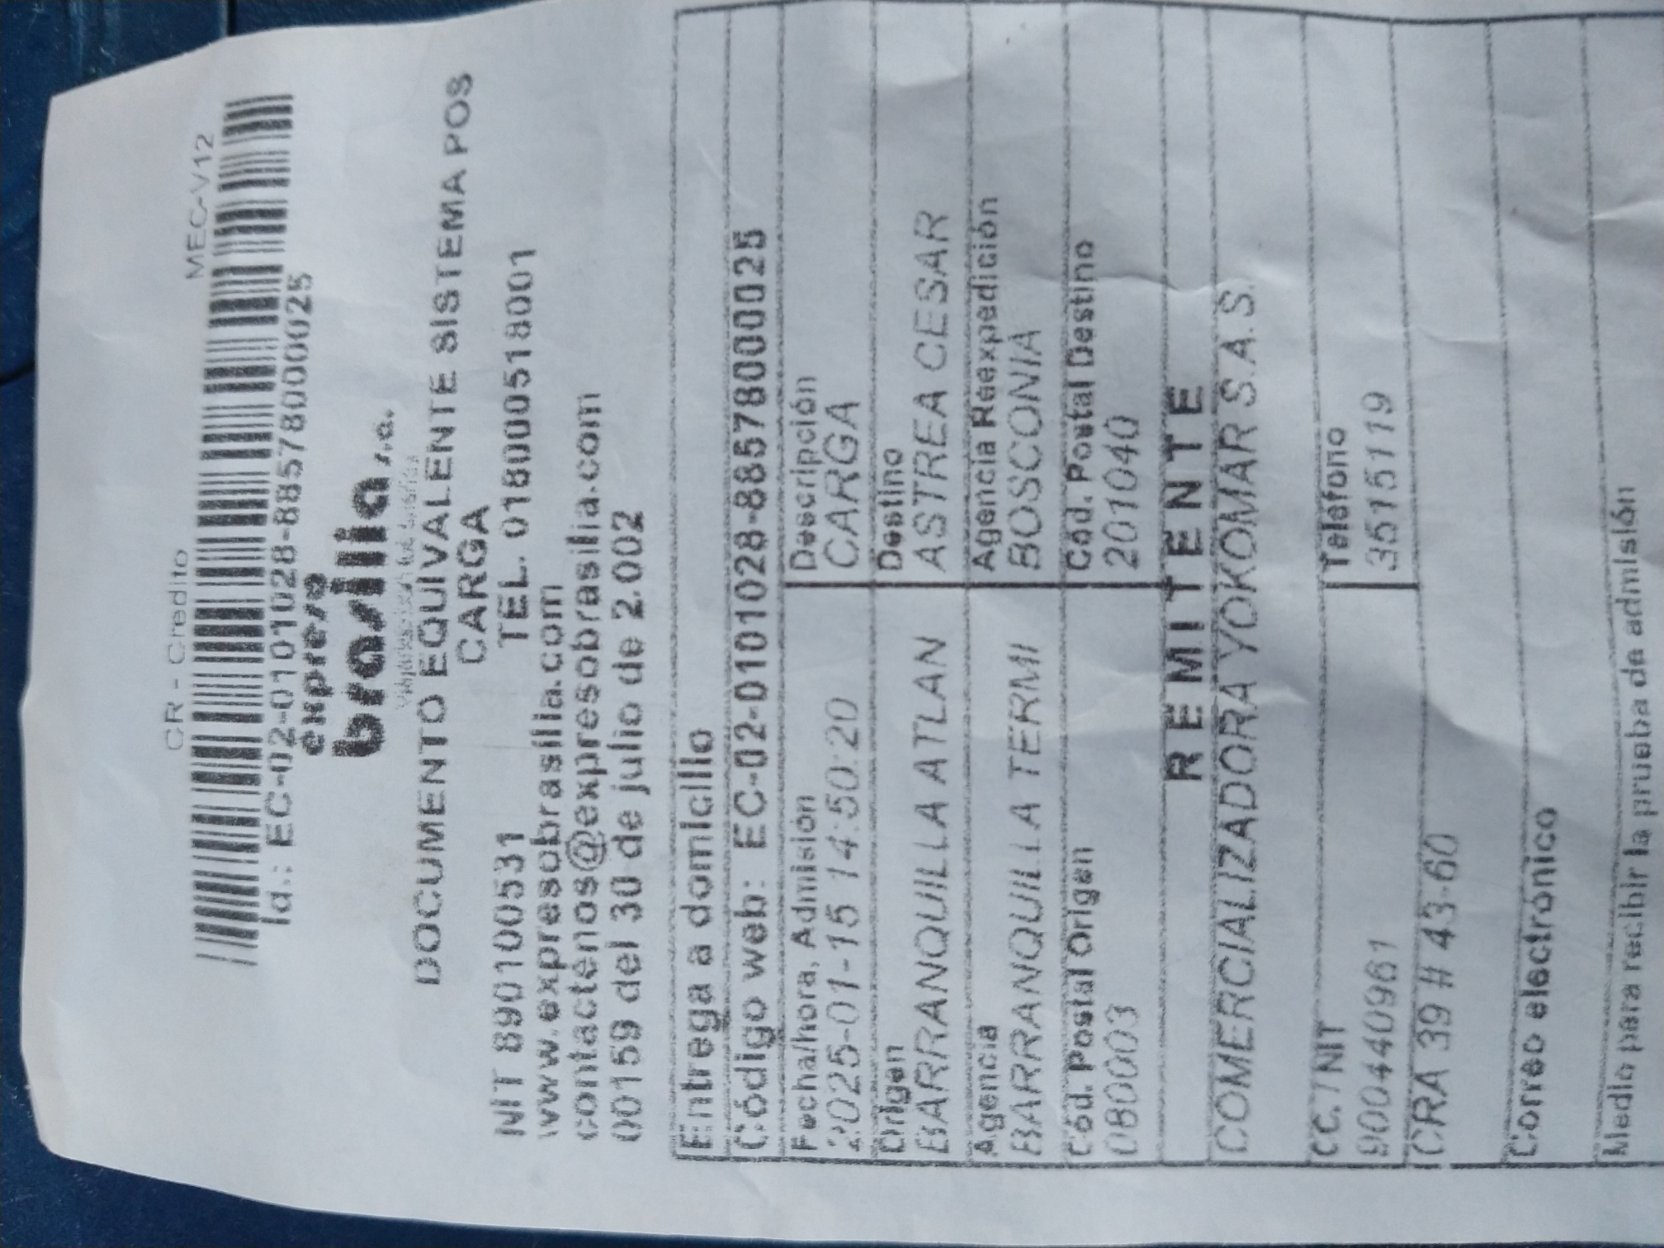 CR - Credito
MEC-V12
Id.: EC-02-0101028-88578000025
expreso
brasilia s.a.
DOCUMENTO EQUIVALENTE SISTEMA POS
CARGA
NIT 890100531 TEL. 018000518001
www.expresobrasilia.com
contactenos@expresobrasilia.com
00159 del 30 de julio de 2.002
Entrega a domicilio
Código web: EC-02-0101028-88578000025
Fecha/hora, Admisión Descripción
2025-01-15 14:50:20 CARGA
Origen Destino
BARRANQUILLA ATLAN ASTREA CESAR
Agencia Agencia Reexpedición
BARRANQUILLA TERMI BOSCONIA
Cód. Postal Origen Cód. Postal Destino
080003 201040
REMITENTE
COMERCIALIZADORA YOKOMAR S.A.S.
CC. / NIT Teléfono
900440961 3515119
CRA 39 # 43-60
Correo electrónico
Medio para recibir la prueba de admisión